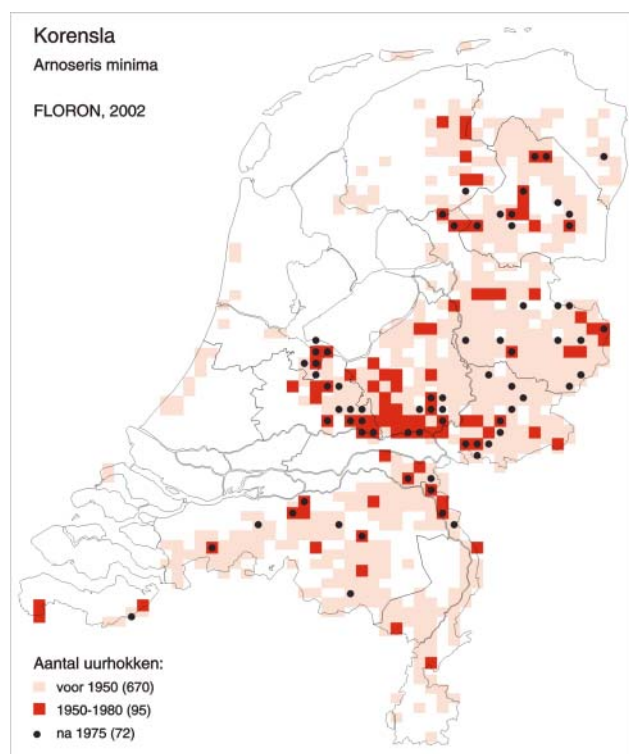 Korensla
Arnoseris minima
FLORON, 2002
Aantal uurhokken:
voor 1950 (670)
1950-1980 (95)
na 1975 (72)